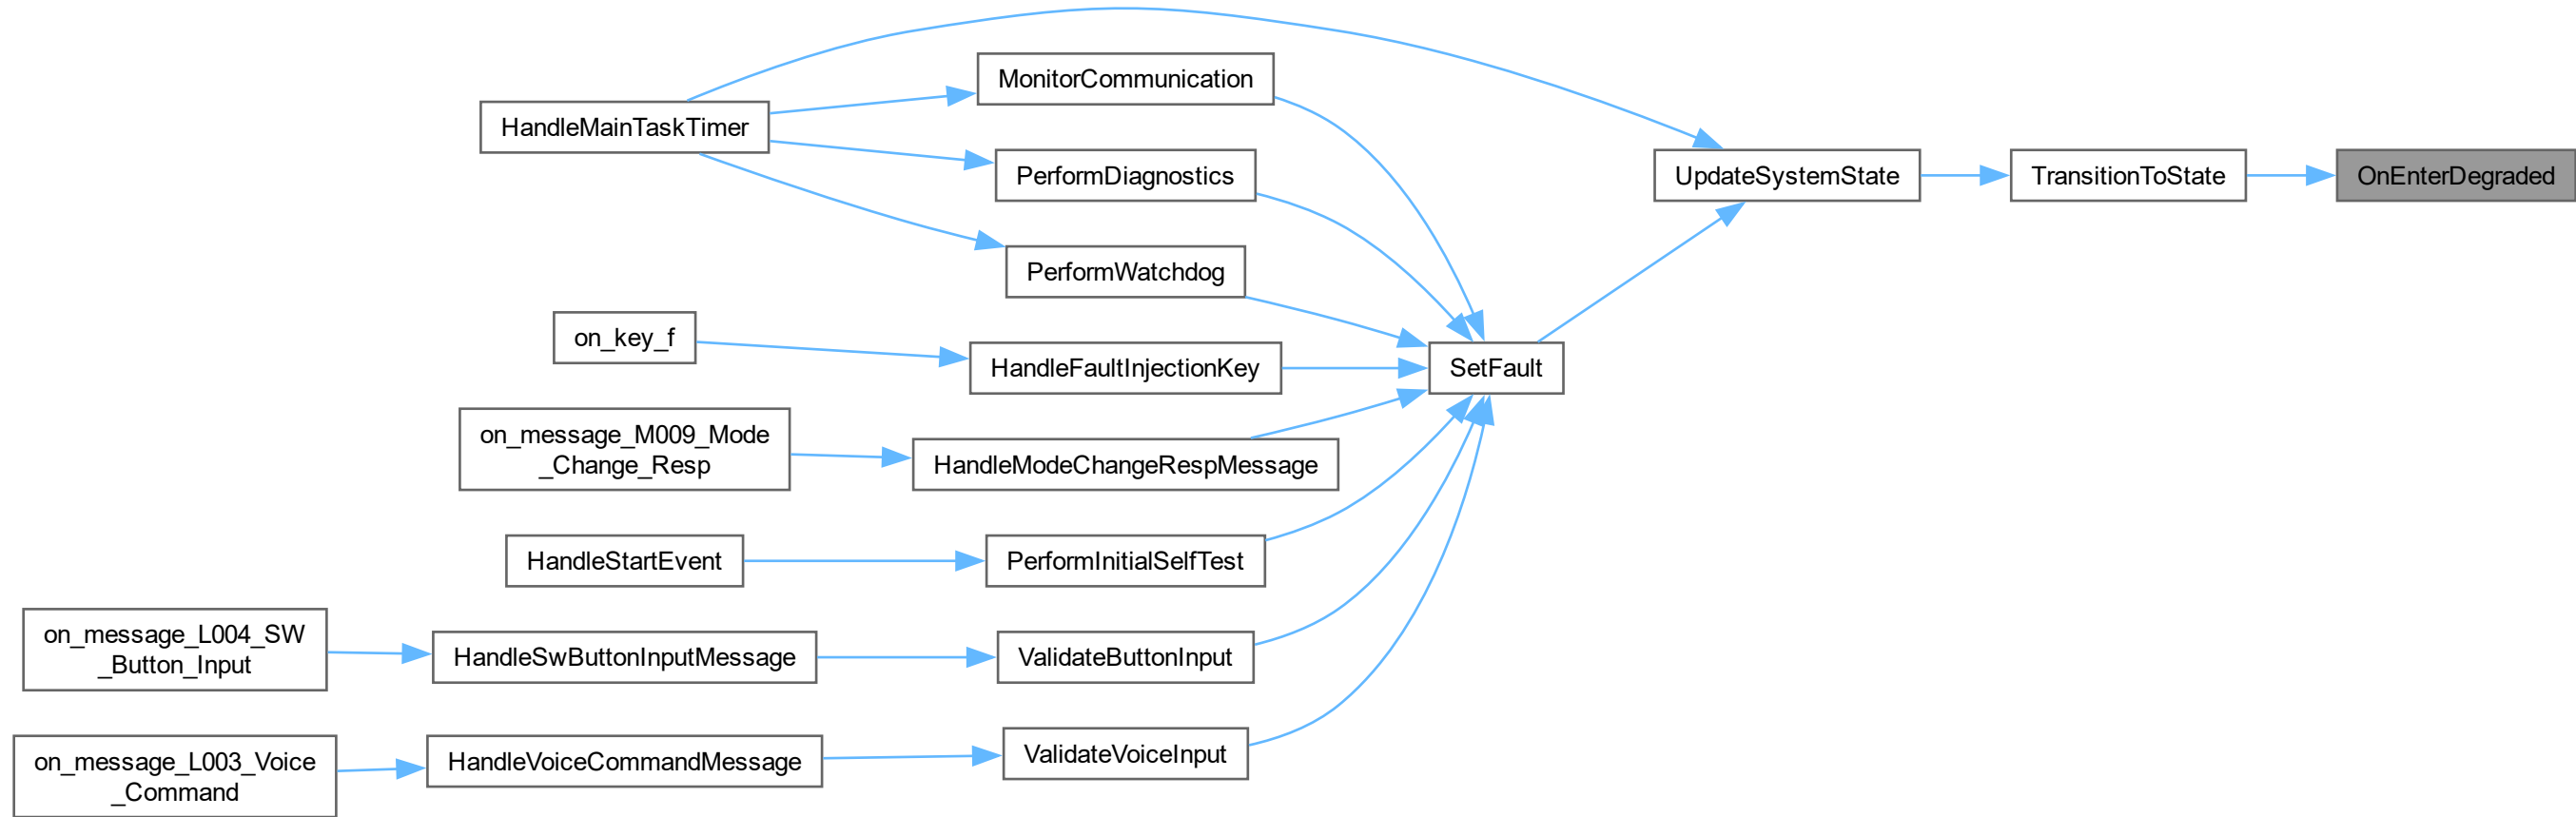 MonitorCommunication
HandleMainTaskTimer
PerformDiagnostics
UpdateSystemState
TransitionToState
OnEnterDegraded
PerformWatchdog
on_key_f
HandleFaultInjectionKey
SetFault
on_message_M009_Mode
_Change_Resp
HandleModeChangeRespMessage
HandleStartEvent
PerformInitialSelfTest
on_message_L004_SW
_Button_Input
HandleSwButtonInputMessage
ValidateButtonInput
on_message_L003_Voice
_Command
HandleVoiceCommandMessage
ValidateVoiceInput